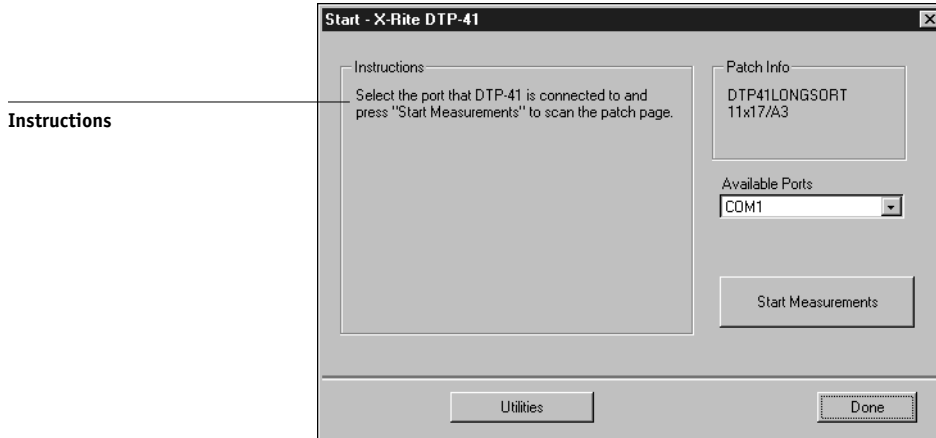 Start - X-Rite DTP-41
Instructions
Select the port that DTP-41 is connected to and
press "Start Measurements" to scan the patch page.
Instructions
Patch Info
DTP41LONGSORT
11x17/A3
Available Ports
COM1
Start Measurements
Utilities
Done